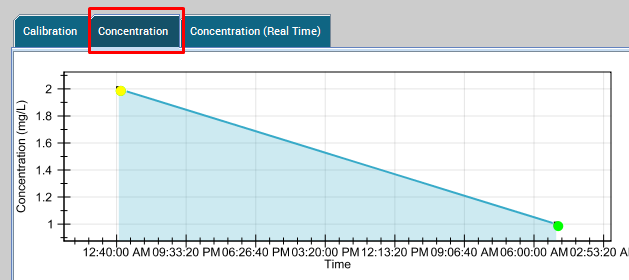 Calibration Concentration Concentration (Real Time)
2
1.8
1.6
1.4
1.2
1
Concentration (mg/L)
12:40:00 AM 09:33:20 PM 06:26:40 PM 03:20:00 PM 12:13:20 PM 09:06:40 AM 06:00:00 AM 02:53:20 A
Time